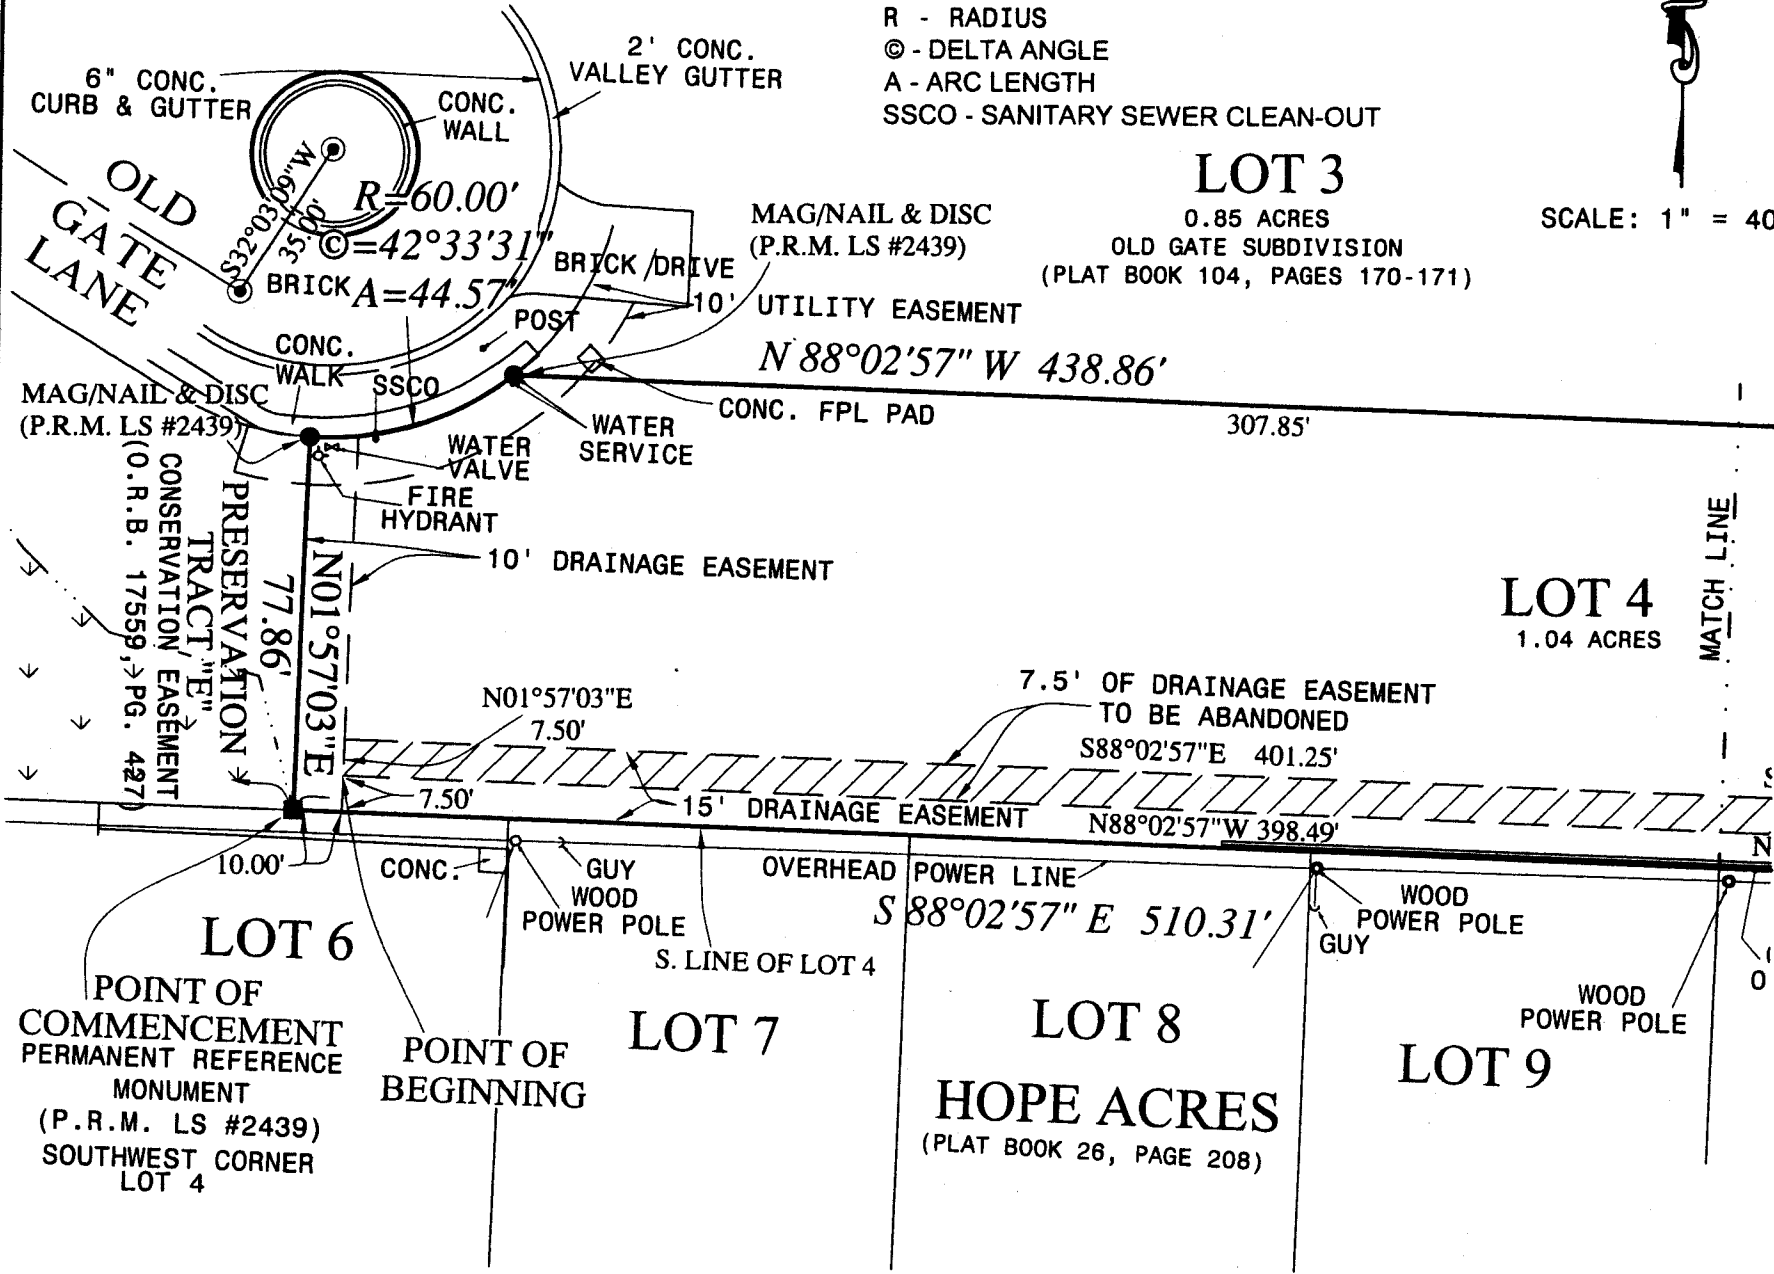 R - RADIUS
© - DELTA ANGLE
A - ARC LENGTH
SSCO - SANITARY SEWER CLEAN-OUT
2' CONC.
VALLEY GUTTER
6" CONC.
CURB & GUTTER
CONC.
WALL
OLD
GATE
LANE
S32°03'09"W
35.00'
R=60.00'
©=42°33'31"
A=44.57'
BRICK
BRICK DRIVE
MAG/NAIL & DISC
(P.R.M. LS #2439)
LOT 3
0.85 ACRES
OLD GATE SUBDIVISION
(PLAT BOOK 104, PAGES 170-171)
SCALE: 1" = 40
10' UTILITY EASEMENT
POST
CONC.
WALK
SSCO
MAG/NAIL & DISC
(P.R.M. LS #2439)
N 88°02'57" W 438.86'
307.85'
CONC. FPL PAD
WATER
SERVICE
WATER
VALVE
FIRE
HYDRANT
10' DRAINAGE EASEMENT
N01°57'03"E
77.86'
PRESERVATION
TRACT "E"
CONSERVATION EASEMENT
(O.R.B. 17559, PG. 427)
MATCH LINE
LOT 4
1.04 ACRES
7.5' OF DRAINAGE EASEMENT
TO BE ABANDONED
N01°57'03"E
7.50'
S88°02'57"E 401.25'
7.50'
15' DRAINAGE EASEMENT
N88°02'57"W 398.49'
S
N
10.00'
CONC.
GUY
WOOD
POWER POLE
OVERHEAD POWER LINE
S 88°02'57" E 510.31'
WOOD
POWER POLE
GUY
S. LINE OF LOT 4
WOOD
POWER POLE
LOT 6
POINT OF
COMMENCEMENT
PERMANENT REFERENCE
MONUMENT
(P.R.M. LS #2439)
SOUTHWEST CORNER
LOT 4
POINT OF
BEGINNING
LOT 7
LOT 8
LOT 9
HOPE ACRES
(PLAT BOOK 26, PAGE 208)